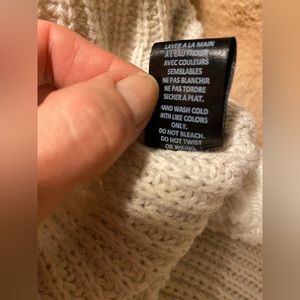 LAVER A LA MAIN
A L'EAU FROIDE
AVEC COULEURS
SEMBLABLES
NE PAS BLANCHIR
NE PAS TORDRE
SECHER A PLAT.
HAND WASH COLD
WITH LIKE COLORS
ONLY.
DO NOT BLEACH.
DO NOT TWIST
OR WRING.